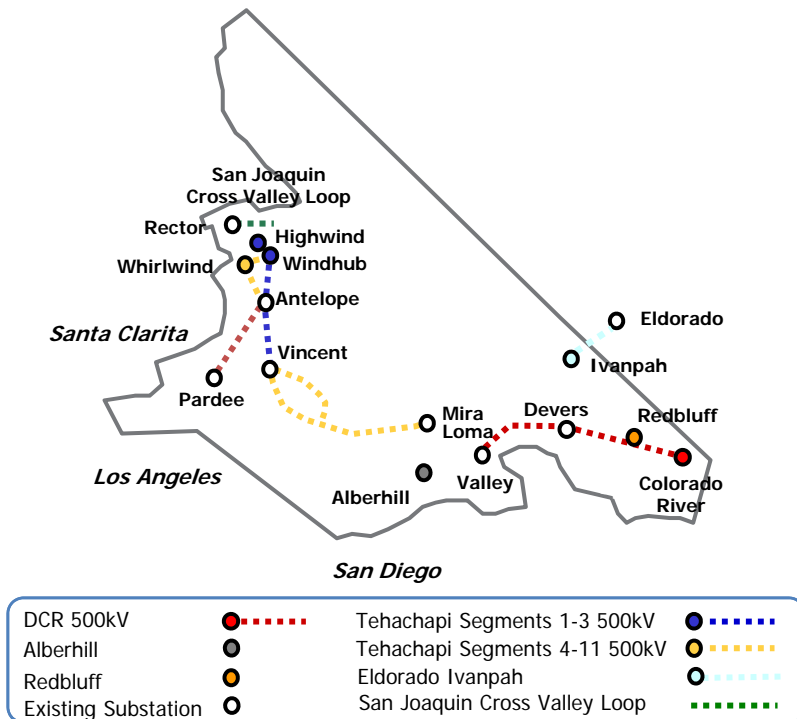 San Joaquin
Cross Valley Loop
Rector
Highwind
Whirlwind
Windhub
Antelope
Santa Clarita
Vincent
Pardee
Eldorado
Ivanpah
Mira
Loma
Devers
Redbluff
Los Angeles
Alberhill
Valley
Colorado
River
San Diego
DCR 500kV
Alberhill
Redbluff
Existing Substation
Tehachapi Segments 1-3 500kV
Tehachapi Segments 4-11 500kV
Eldorado Ivanpah
San Joaquin Cross Valley Loop